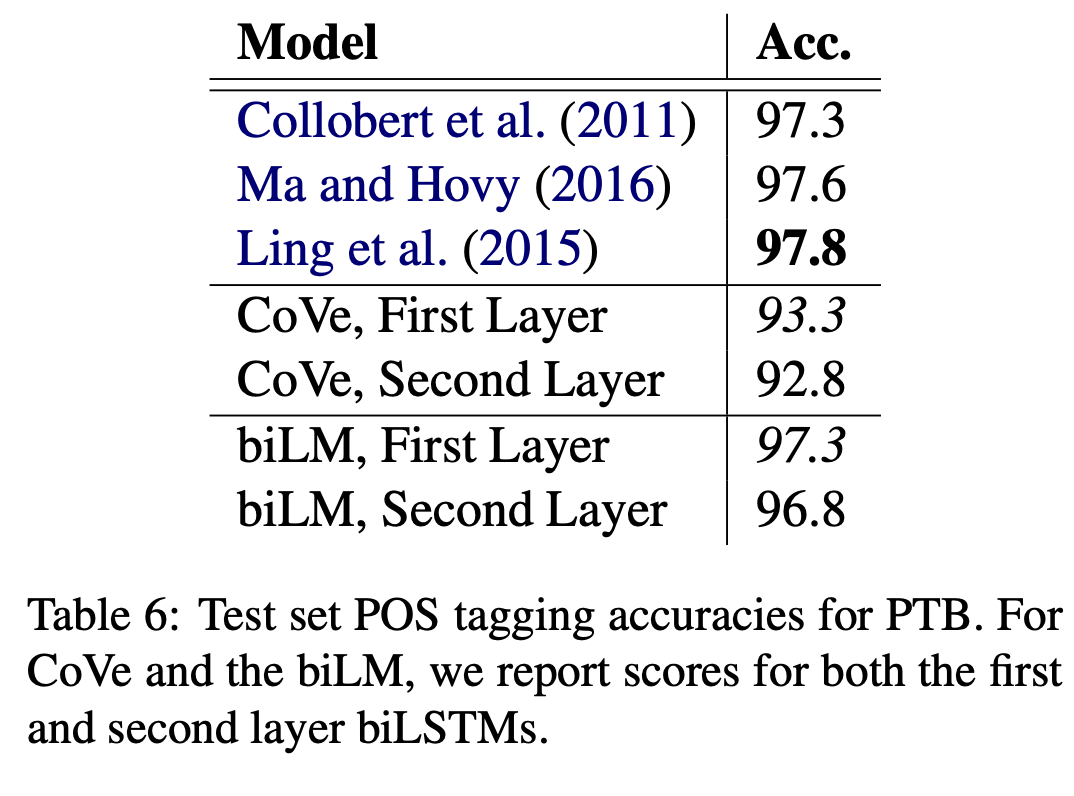 Model Acc.
Collobert et al. (2011) 97.3
Ma and Hovy (2016) 97.6
Ling et al. (2015) 97.8
CoVe, First Layer 93.3
CoVe, Second Layer 92.8
biLM, First Layer 97.3
biLM, Second Layer 96.8
Table 6: Test set POS tagging accuracies for PTB. For
CoVe and the biLM, we report scores for both the first
and second layer biLSTMs.